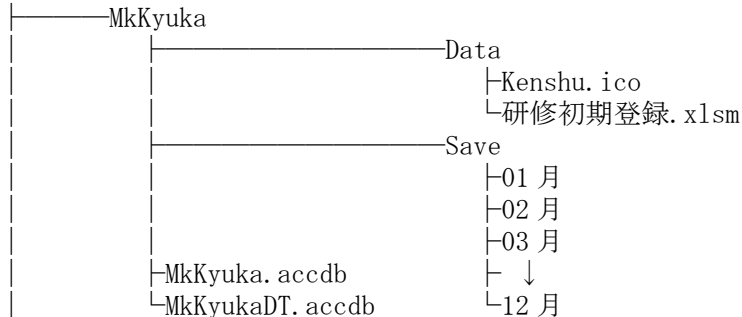 MkKyuka
Data
Kenshu.ico
研修初期登録.xlsm
Save
01月
02月
03月
MkKyuka.accdb ↓
MkKyukaDT.accdb 12月